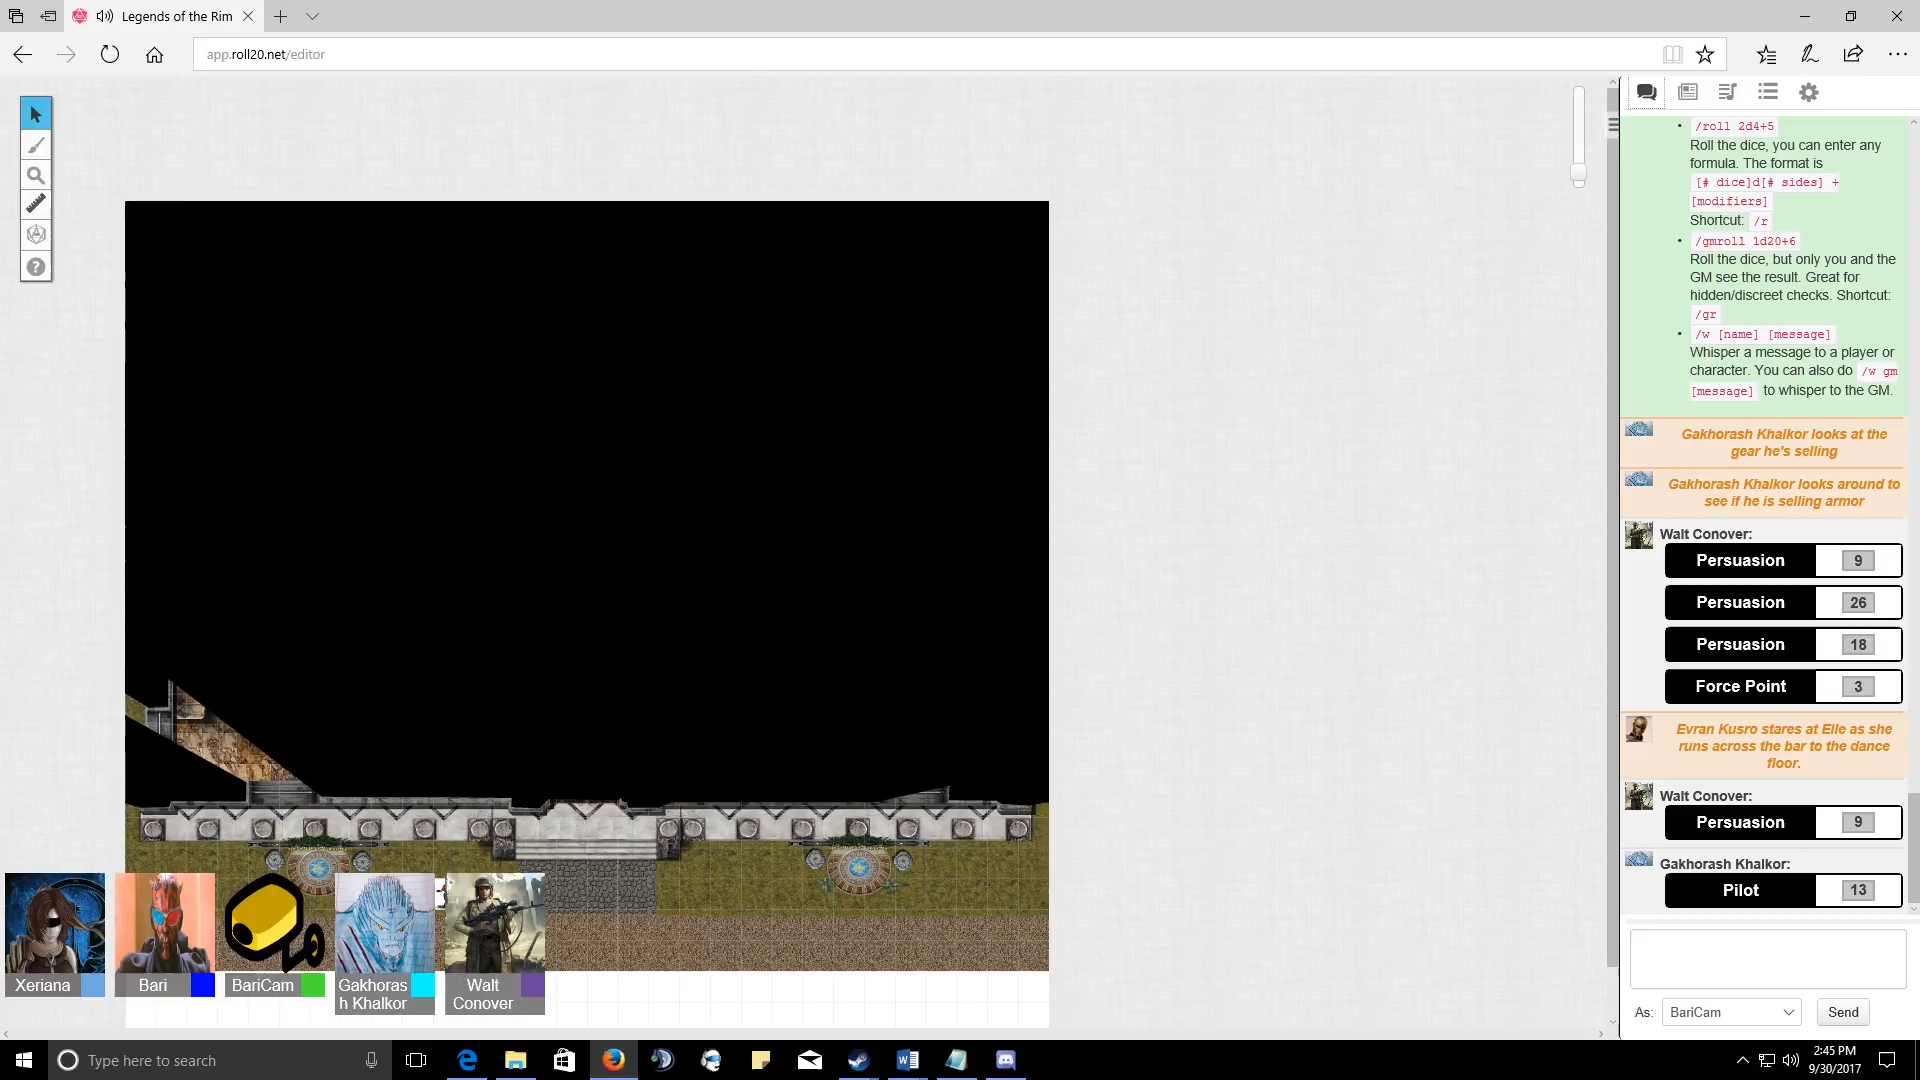 Legends of the Rim
app.roll20.net/editor
/roll 2d4+5
Roll the dice, you can enter any
formula. The format is
[# dice]d[# sides] +
[modifiers]
Shortcut: /r
/gmroll 1d20+6
Roll the dice, but only you and the
GM see the result. Great for
hidden/discreet checks. Shortcut:
/gr
/w [name] [message]
Whisper a message to a player or
character. You can also do /w gm
[message] to whisper to the GM.
Gakhorash Khalkor looks at the
gear he's selling
Gakhorash Khalkor looks around to
see if he is selling armor
Walt Conover:
Persuasion 9
Persuasion 26
Persuasion 18
Force Point 3
Evran Kusro stares at Elle as she
runs across the bar to the dance
floor.
Walt Conover:
Persuasion 9
Gakhorash Khalkor:
Pilot 13
As: BariCam Send
Xeriana
Bari
BariCam
Gakhoras
h Khalkor
Walt
Conover
Type here to search
2:45 PM
9/30/2017